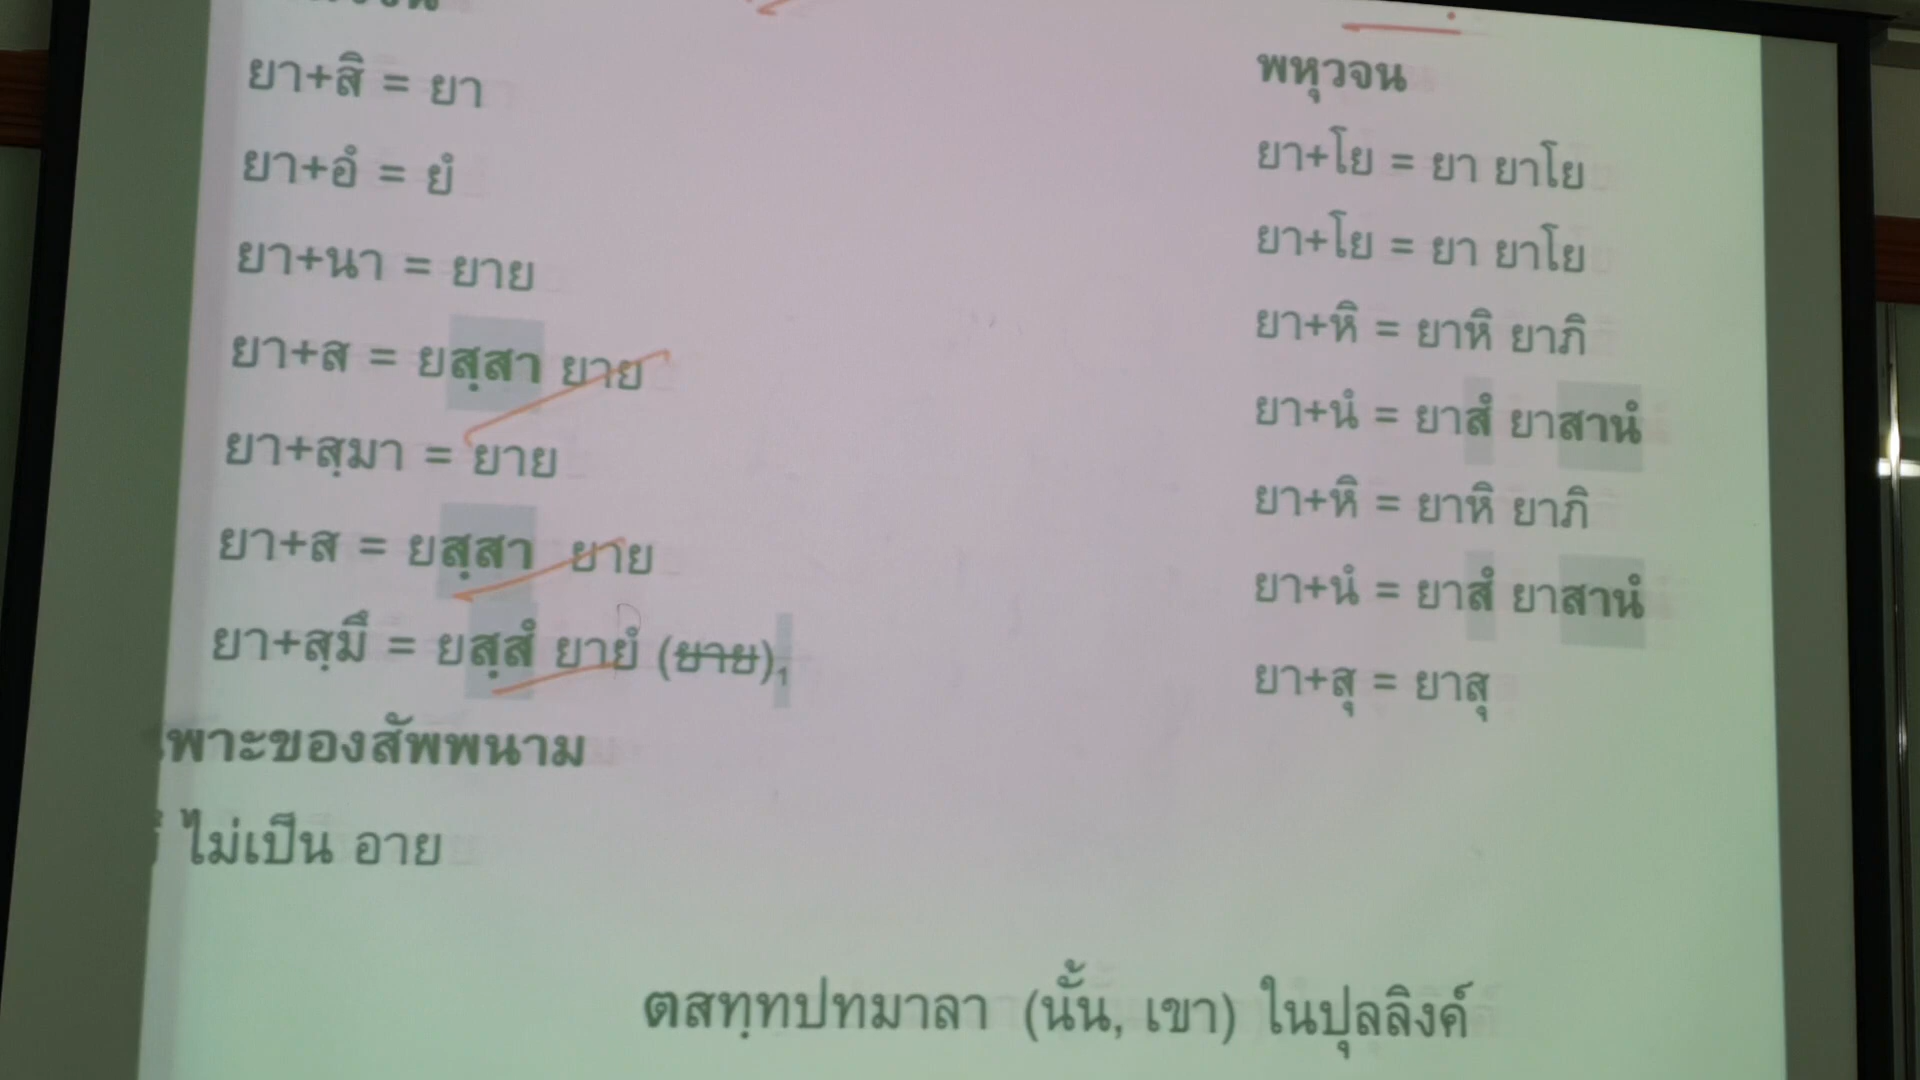 ยา+สิ = ยา
ยา+อํ = ยํ
ยา+นา = ยาย
ยา+ส = ยสฺสา ยาย
ยา+สฺมา = ยาย
ยา+ส = ยสฺสา ยาย
ยา+สฺมึ = ยสฺสํ ยายํ (ยาย)1
พาะของสัพพนาม
ไม่เป็น อาย
พหุวจน
ยา+โย = ยา ยาโย
ยา+โย = ยา ยาโย
ยา+หิ = ยาหิ ยาภิ
ยา+นํ = ยาสํ ยาสานํ
ยา+หิ = ยาหิ ยาภิ
ยา+นํ = ยาสํ ยาสานํ
ยา+สุ = ยาสุ
ตสทฺทปทมาลา (นั้น, เขา) ในปุลลิงค์